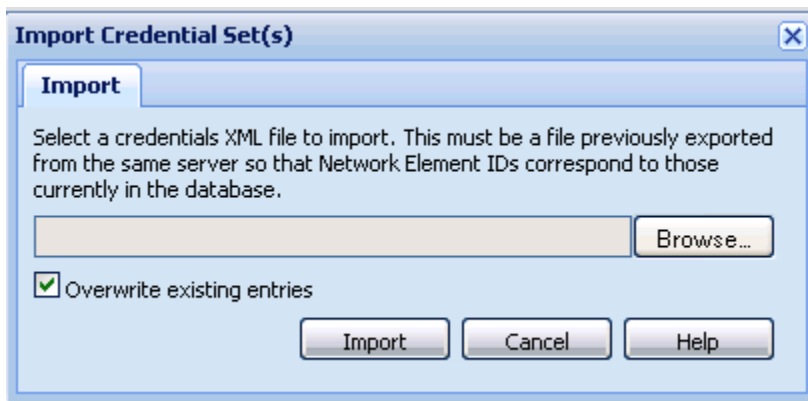 Import Credential Set(s)
Import
Select a credentials XML file to import. This must be a file previously exported
from the same server so that Network Element IDs correspond to those
currently in the database.
Browse...
Overwrite existing entries
Import Cancel Help